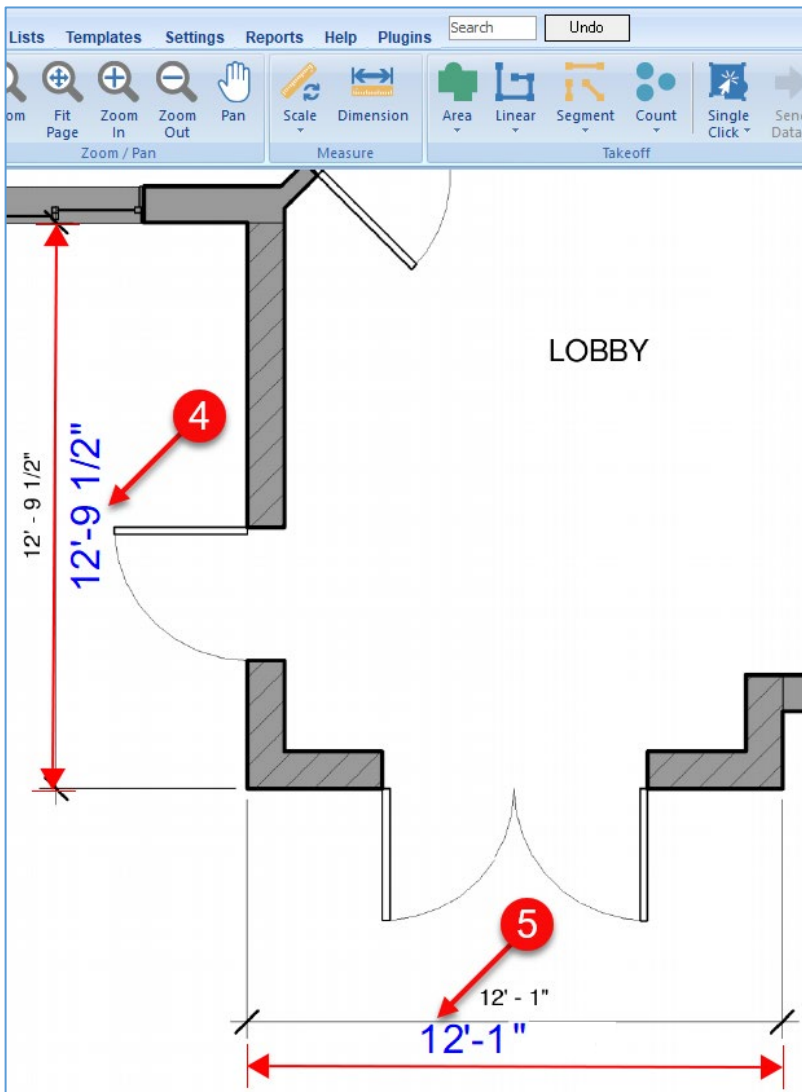 Lists Templates Settings Reports Help Plugins Search Undo
Fit Page Zoom In Zoom Out Pan Scale Dimension Area Linear Segment Count Single Click
Zoom / Pan Measure Takeoff
LOBBY
4
12' - 9 1/2"
12'-9 1/2"
5
12' - 1"
12'-1"